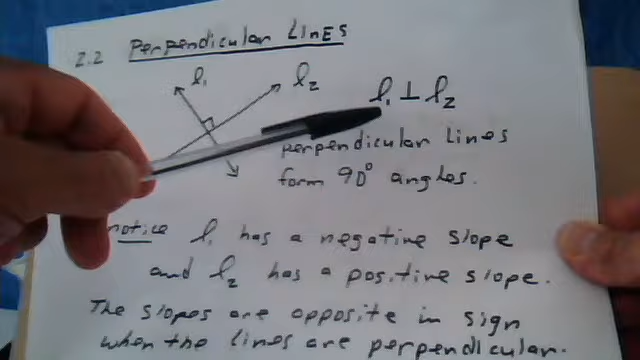 2.2 Perpendicular Lines
l₁ l₂
l₁ ⊥ l₂
perpendicular lines
form 90° angles.
notice l₁ has a negative slope
and l₂ has a positive slope.
The slopes are opposite in sign
when the lines are perpendicular.